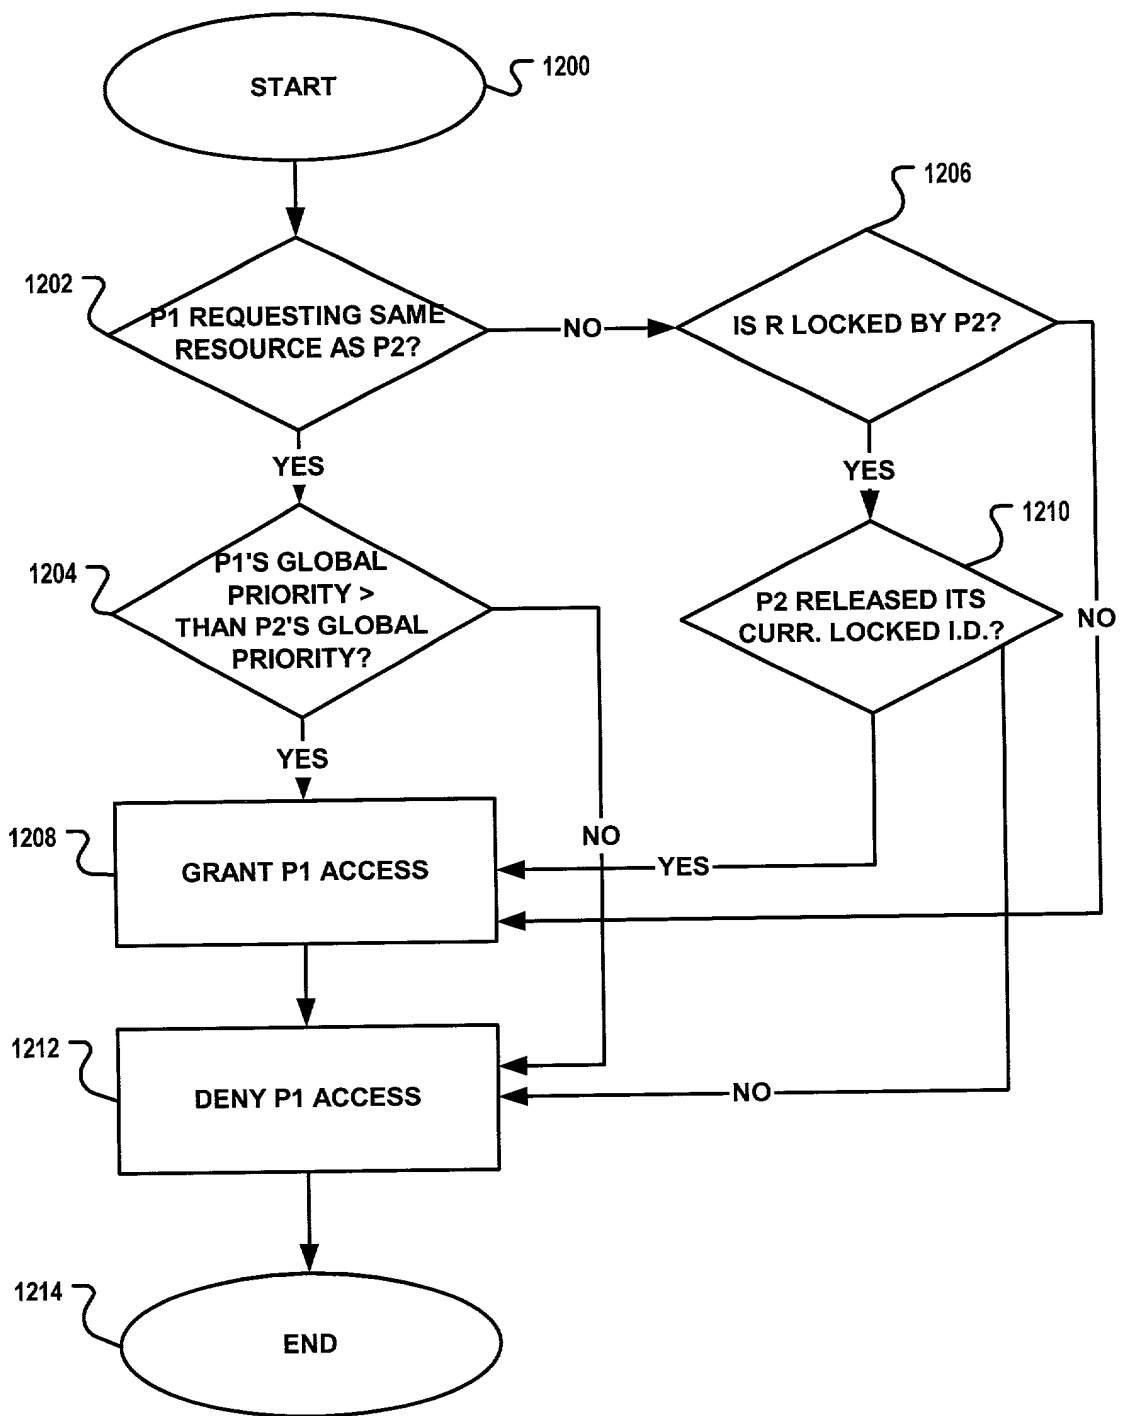 START
1200
1206
1202
P1 REQUESTING SAME
RESOURCE AS P2?
NO
IS R LOCKED BY P2?
YES
YES
1210
1204
P1'S GLOBAL
PRIORITY >
THAN P2'S GLOBAL
PRIORITY?
P2 RELEASED ITS
CURR. LOCKED I.D.?
NO
YES
1208
GRANT P1 ACCESS
NO
YES
1212
DENY P1 ACCESS
NO
1214
END